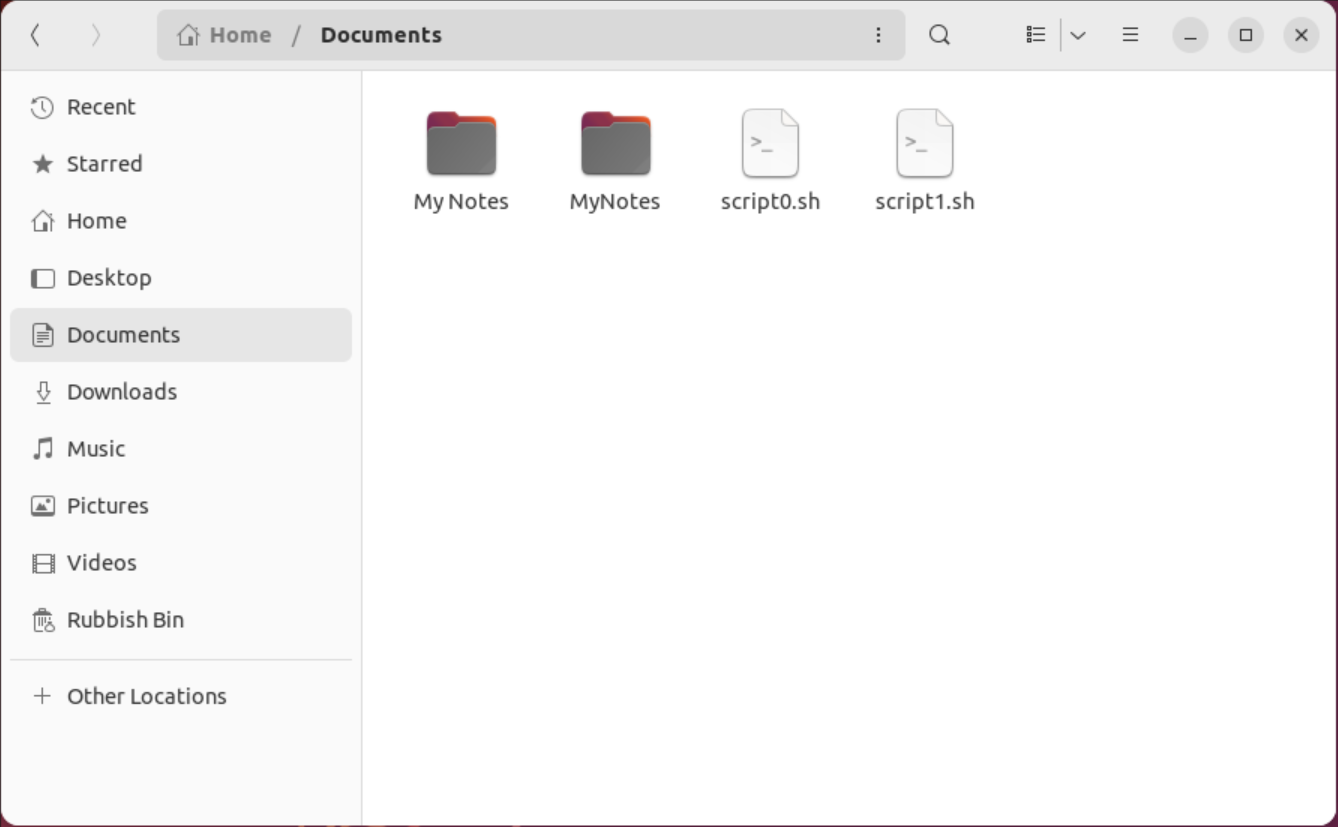 Home / Documents
Recent
Starred
Home
Desktop
Documents
Downloads
Music
Pictures
Videos
Rubbish Bin
Other Locations
My Notes
MyNotes
script0.sh
script1.sh